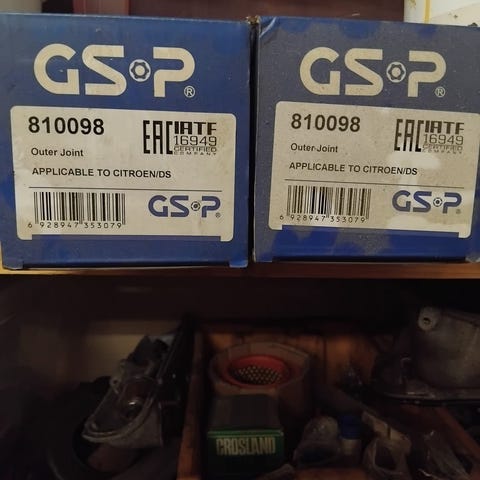 GSP®
810098
EAC IATF
16949
CERTIFIED
COMPANY
Outer Joint
APPLICABLE TO CITROEN/DS
6 928947 353079
GSP
GSP®
810098
EAC IATF
16949
CERTIFIED
COMPANY
Outer Joint
APPLICABLE TO CITROEN/DS
6 928947 353079
GSP
CROSLAND